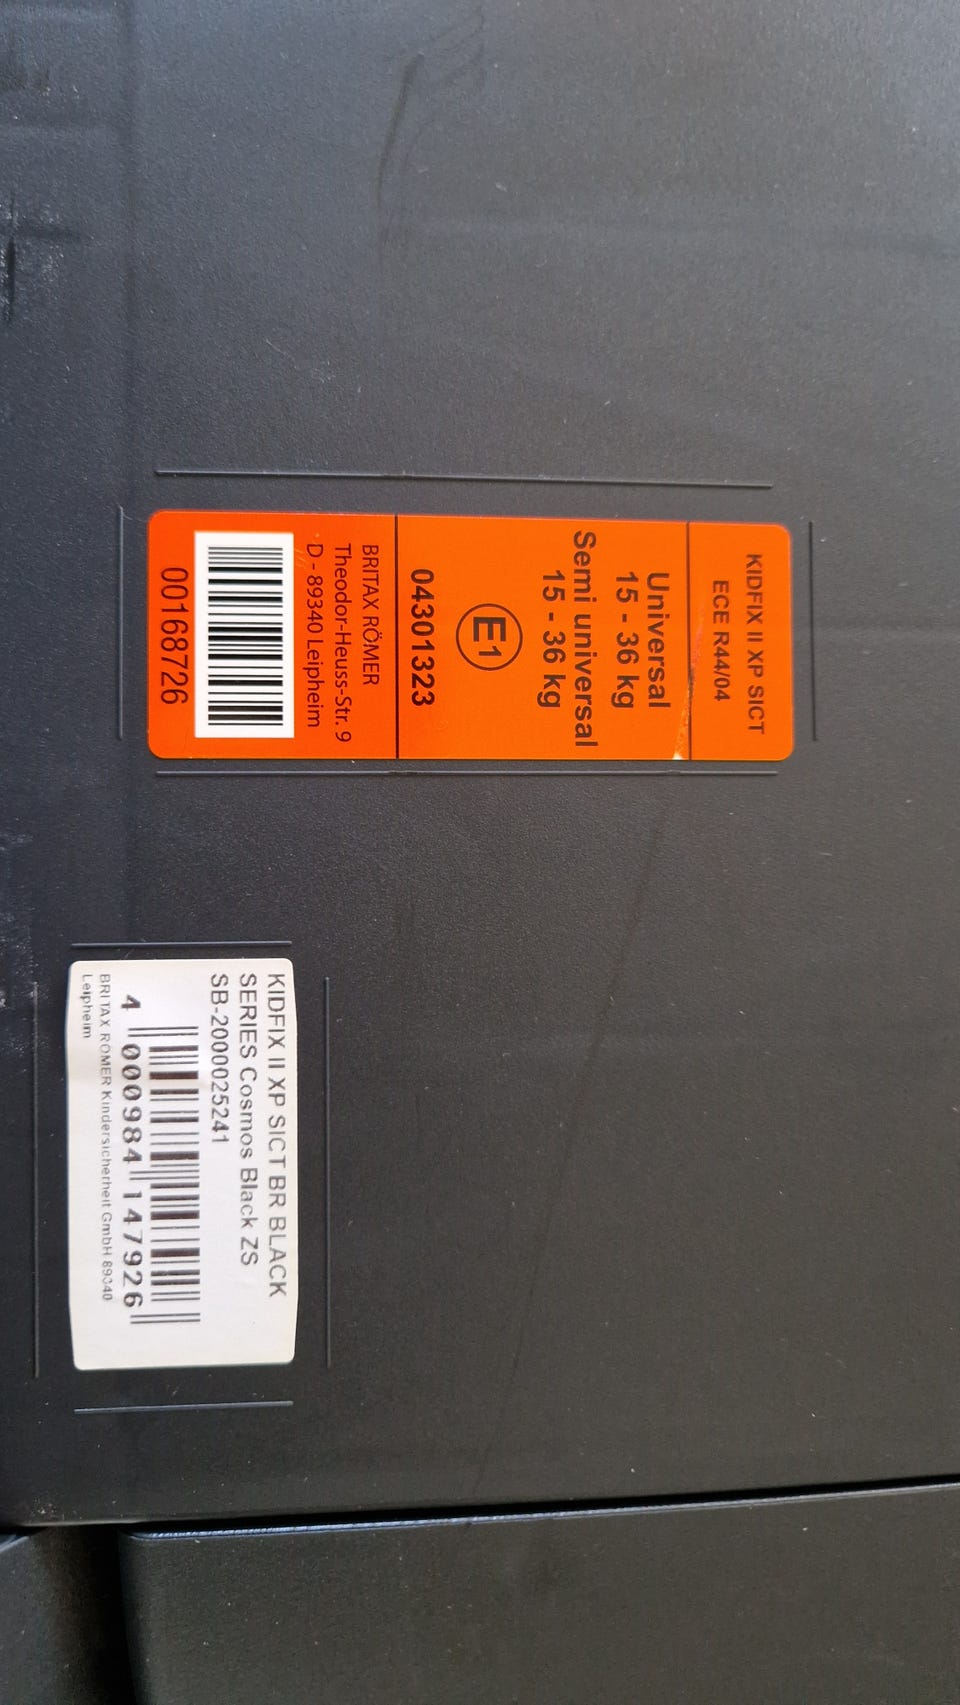 KIDFIX II XP SICT
ECE R44/04
Universal
15 - 36 kg
Semi universal
15 - 36 kg
E1
04301323
BRITAX RÖMER
Theodor-Heuss-Str. 9
D - 89340 Leipheim
00168726
KIDFIX II XP SICT BR BLACK
SERIES Cosmos Black ZS
SB-2000025241
4 000984 147926
BRITAX RÖMER Kindersicherheit GmbH 89340
Leipheim